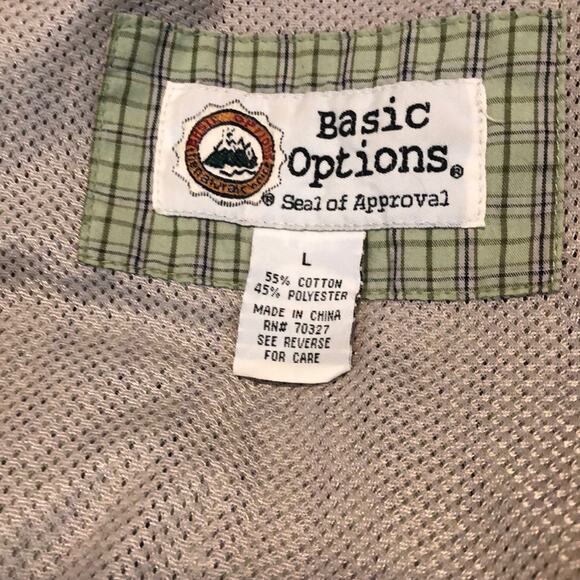 Basic
Options®
® Seal of Approval
L
55% COTTON
45% POLYESTER
MADE IN CHINA
RN# 70327
SEE REVERSE
FOR CARE